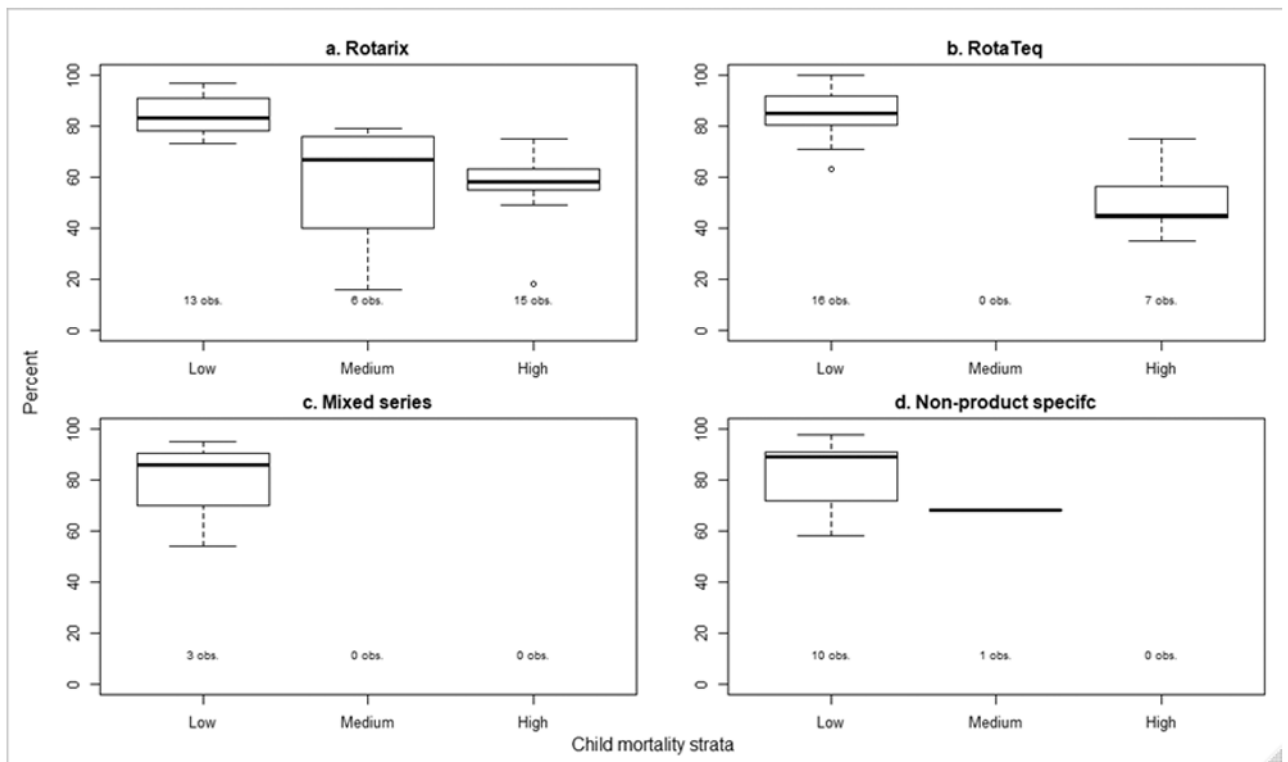 a. Rotarix
100
80
60
40
20
0
13 obs.
6 obs.
15 obs.
Low
Medium
High
b. RotaTeq
100
80
60
40
20
0
16 obs.
0 obs.
7 obs.
Low
Medium
High
Percent
c. Mixed series
100
80
60
40
20
0
3 obs.
0 obs.
0 obs.
Low
Medium
High
d. Non-product specifc
100
80
60
40
20
0
10 obs.
1 obs.
0 obs.
Low
Medium
High
Child mortality strata